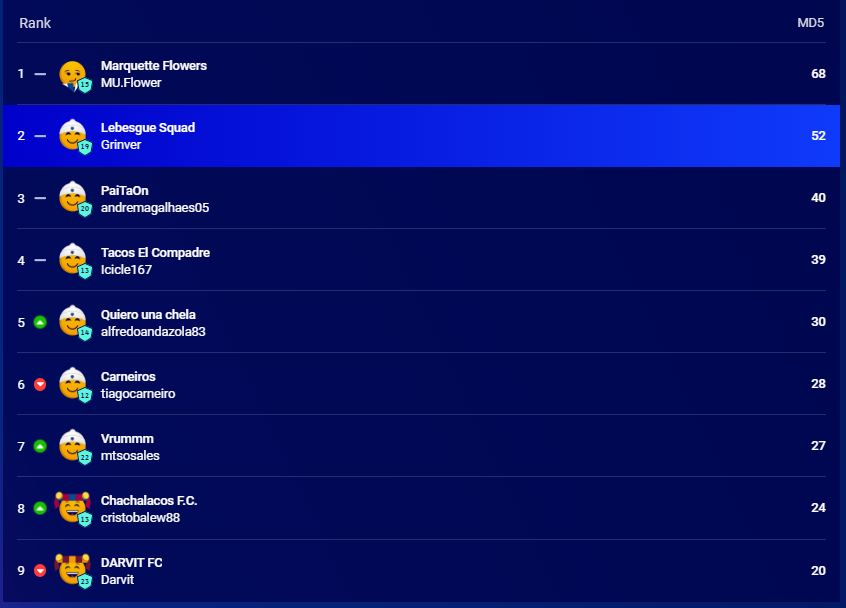 Rank MD5
1 Marquette Flowers 68
15 MU.Flower
2 Lebesgue Squad 52
19 Grinver
3 PaiTaOn 40
20 andremagalhaes05
4 Tacos El Compadre 39
13 Icicle167
5 Quiero una chela 30
14 alfredoandazola83
6 Carneiros 28
12 tiagocarneiro
7 Vrummm 27
22 mtsosales
8 Chachalacos F.C. 24
13 cristobalew88
9 DARVIT FC 20
23 Darvit